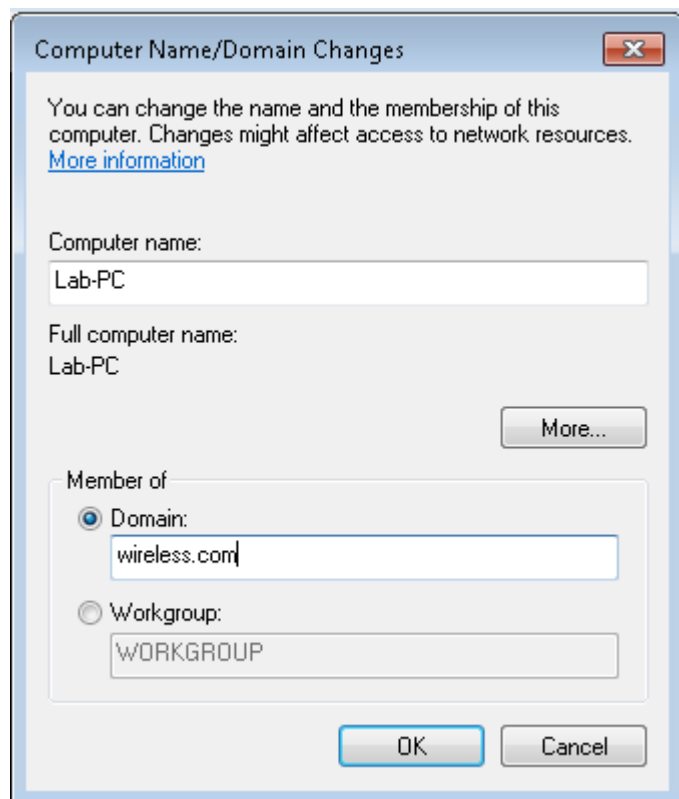 Computer Name/Domain Changes
You can change the name and the membership of this
computer. Changes might affect access to network resources.
More information
Computer name:
Lab-PC
Full computer name:
Lab-PC
More...
Member of
Domain:
wireless.com
Workgroup:
WORKGROUP
OK Cancel